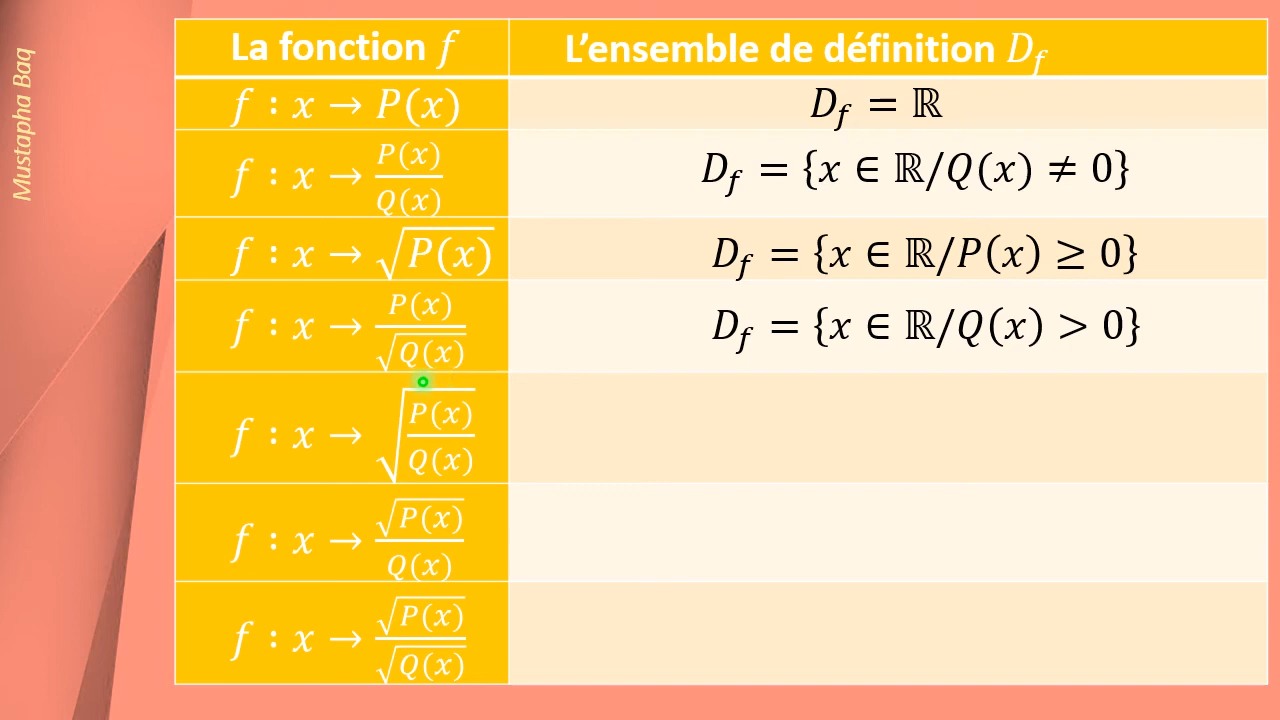 Mustapha Baq
La fonction f
L'ensemble de définition D_f
f : x → P(x)
D_f = ℝ
f : x → P(x)/Q(x)
D_f = {x ∈ ℝ/Q(x) ≠ 0}
f : x → √P(x)
D_f = {x ∈ ℝ/P(x) ≥ 0}
f : x → P(x)/√Q(x)
D_f = {x ∈ ℝ/Q(x) > 0}
f : x → √(P(x)/Q(x))
f : x → √P(x)/Q(x)
f : x → √P(x)/√Q(x)